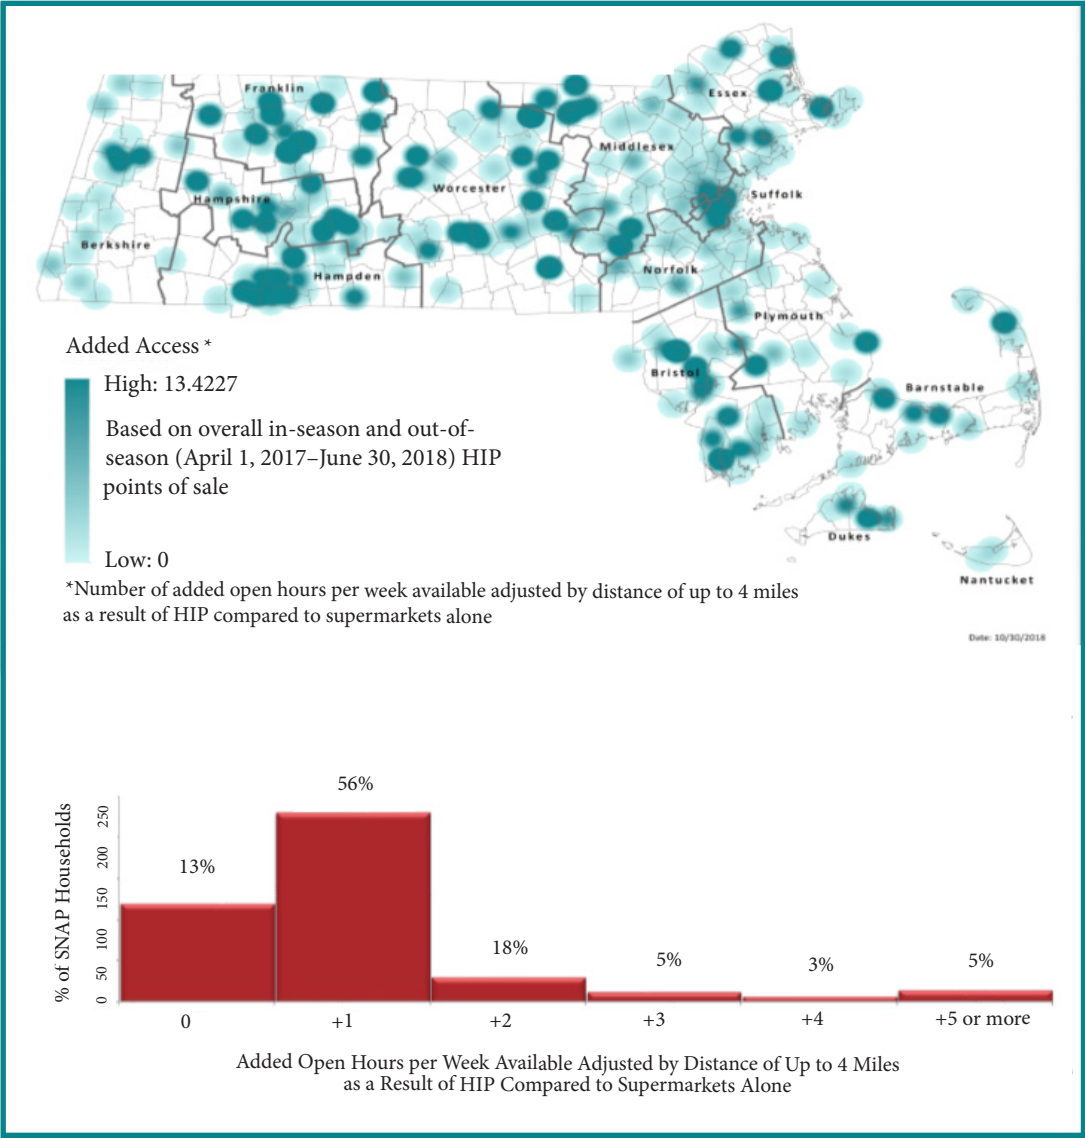 Franklin
Essex
Middlesex
Worcester
Suffolk
Hampshire
Berkshire
Norfolk
Hampden
Plymouth
Bristol
Barnstable
Dukes
Nantucket
Added Access *
High: 13.4227
Based on overall in-season and out-of-
season (April 1, 2017–June 30, 2018) HIP
points of sale
Low: 0
*Number of added open hours per week available adjusted by distance of up to 4 miles
as a result of HIP compared to supermarkets alone
Date: 10/30/2018
% of SNAP Households
250
200
150
100
50
0
13%
56%
18%
5%
3%
5%
0
+1
+2
+3
+4
+5 or more
Added Open Hours per Week Available Adjusted by Distance of Up to 4 Miles
as a Result of HIP Compared to Supermarkets Alone